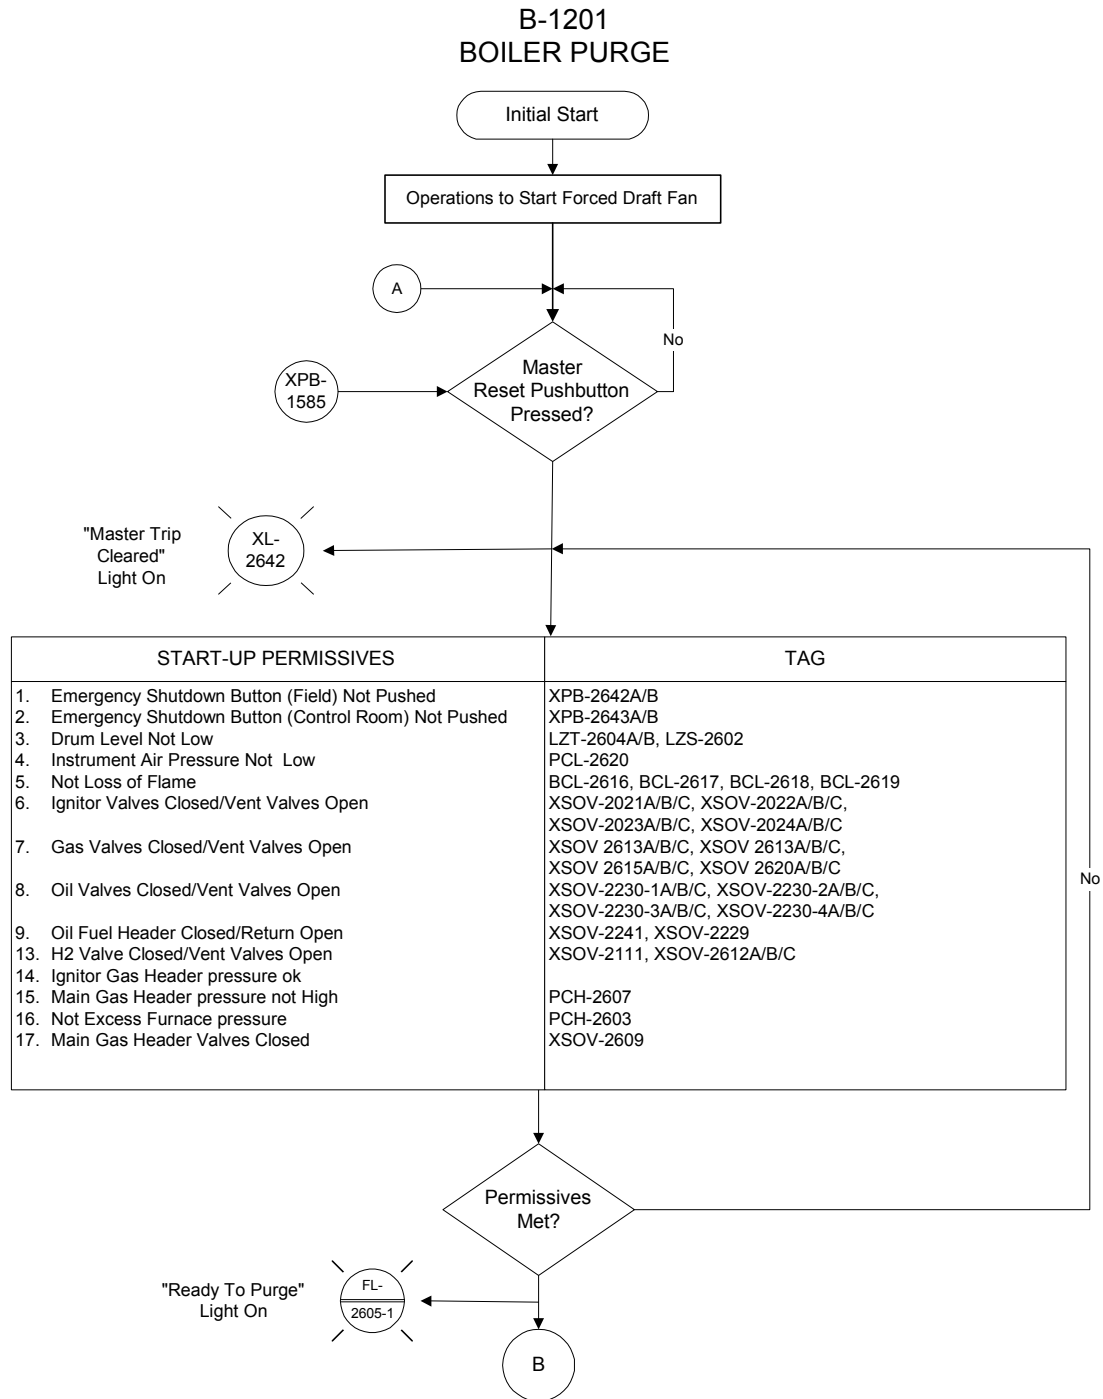 B-1201
BOILER PURGE
Initial Start
Operations to Start Forced Draft Fan
A
No
Master
Reset Pushbutton
Pressed?
XPB-
1585
"Master Trip
Cleared"
Light On
XL-
2642
START-UP PERMISSIVES TAG
1. Emergency Shutdown Button (Field) Not Pushed XPB-2642A/B
2. Emergency Shutdown Button (Control Room) Not Pushed XPB-2643A/B
3. Drum Level Not Low LZT-2604A/B, LZS-2602
4. Instrument Air Pressure Not Low PCL-2620
5. Not Loss of Flame BCL-2616, BCL-2617, BCL-2618, BCL-2619
6. Ignitor Valves Closed/Vent Valves Open XSOV-2021A/B/C, XSOV-2022A/B/C,
XSOV-2023A/B/C, XSOV-2024A/B/C
7. Gas Valves Closed/Vent Valves Open XSOV 2613A/B/C, XSOV 2613A/B/C,
XSOV 2615A/B/C, XSOV 2620A/B/C
8. Oil Valves Closed/Vent Valves Open XSOV-2230-1A/B/C, XSOV-2230-2A/B/C,
XSOV-2230-3A/B/C, XSOV-2230-4A/B/C
9. Oil Fuel Header Closed/Return Open XSOV-2241, XSOV-2229
13. H2 Valve Closed/Vent Valves Open XSOV-2111, XSOV-2612A/B/C
14. Ignitor Gas Header pressure ok
15. Main Gas Header pressure not High PCH-2607
16. Not Excess Furnace pressure PCH-2603
17. Main Gas Header Valves Closed XSOV-2609
No
Permissives
Met?
"Ready To Purge"
Light On
FL-
2605-1
B